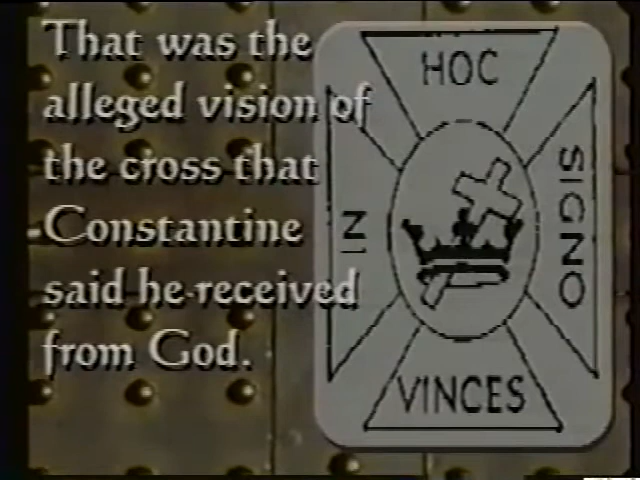 That was the
alleged vision of
the cross that
Constantine
said he received
from God.
IN
HOC
SIGNO
VINCES